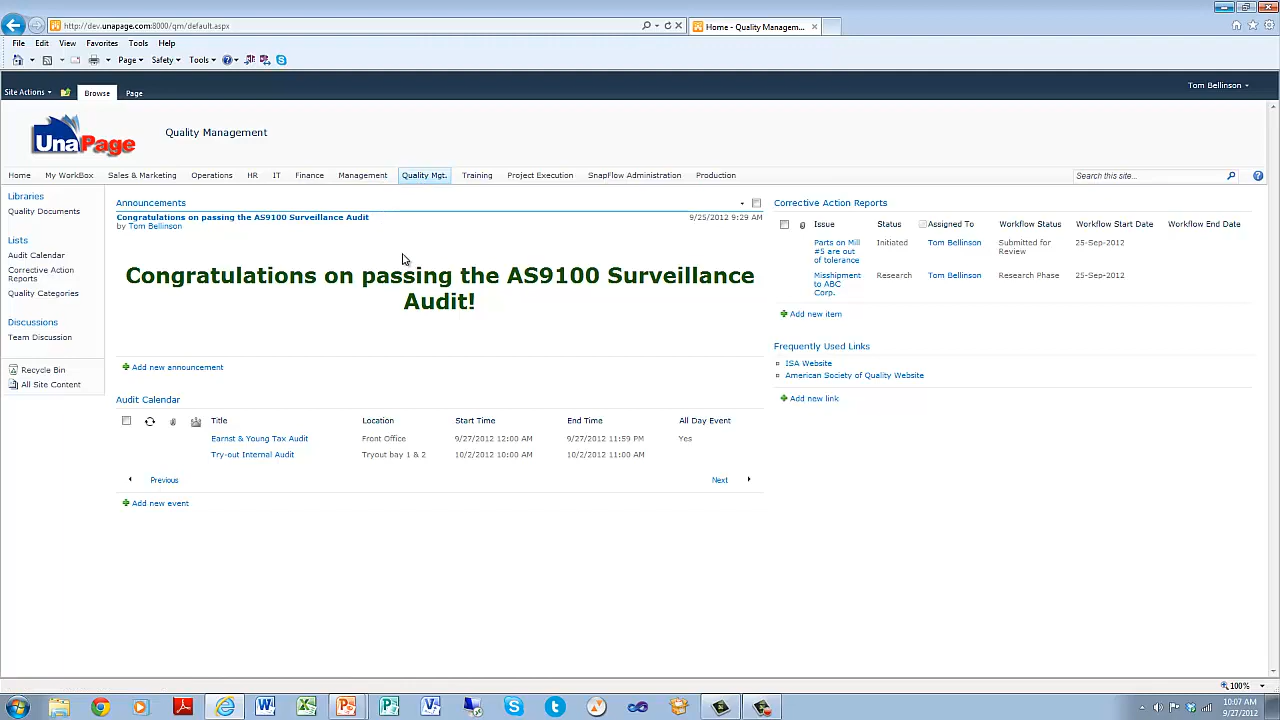 http://dev.unapage.com:8000/qm/default.aspx
Home - Quality Managem...
File Edit View Favorites Tools Help
Page Safety Tools
Site Actions Browse Page Tom Bellinson
UnaPage
Quality Management
Home My WorkBox Sales & Marketing Operations HR IT Finance Management Quality Mgt. Training Project Execution SnapFlow Administration Production Search this site...
Libraries
Quality Documents
Lists
Audit Calendar
Corrective Action
Reports
Quality Categories
Discussions
Team Discussion
Recycle Bin
All Site Content
Announcements
Congratulations on passing the AS9100 Surveillance Audit 9/25/2012 9:29 AM
by Tom Bellinson
Congratulations on passing the AS9100 Surveillance
Audit!
Add new announcement
Audit Calendar
Title Location Start Time End Time All Day Event
Earnst & Young Tax Audit Front Office 9/27/2012 12:00 AM 9/27/2012 11:59 PM Yes
Try-out Internal Audit Tryout bay 1 & 2 10/2/2012 10:00 AM 10/2/2012 11:00 AM
Previous Next
Add new event
Corrective Action Reports
Issue Status Assigned To Workflow Status Workflow Start Date Workflow End Date
Parts on Mill Initiated Tom Bellinson Submitted for 25-Sep-2012
#5 are out Review
of tolerance
Misshipment Research Tom Bellinson Research Phase 25-Sep-2012
to ABC
Corp.
Add new item
Frequently Used Links
ISA Website
American Society of Quality Website
Add new link
100%
10:07 AM
9/27/2012